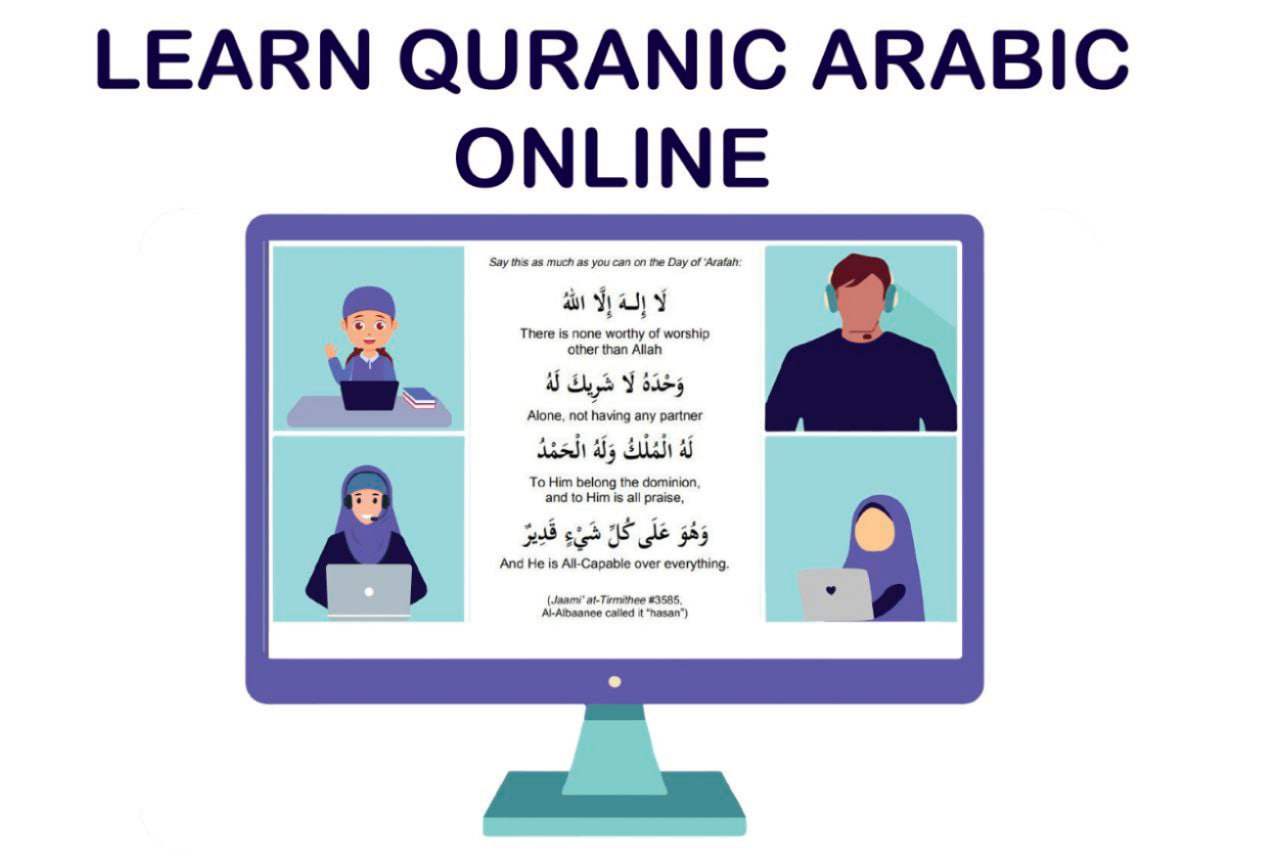 LEARN QURANIC ARABIC
ONLINE
Say this as much as you can on the Day of 'Arafah:
لَا إِلـهَ إِلَّا اللهُ
There is none worthy of worship
other than Allah
وَحْدَهُ لَا شَرِيكَ لَهُ
Alone, not having any partner
لَهُ الْمُلْكُ وَلَهُ الْحَمْدُ
To Him belong the dominion,
and to Him is all praise,
وَهُوَ عَلَى كُلِّ شَيْءٍ قَدِيرٌ
And He is All-Capable over everything.
(Jaami' at-Tirmithee #3585,
Al-Albaanee called it "hasan")